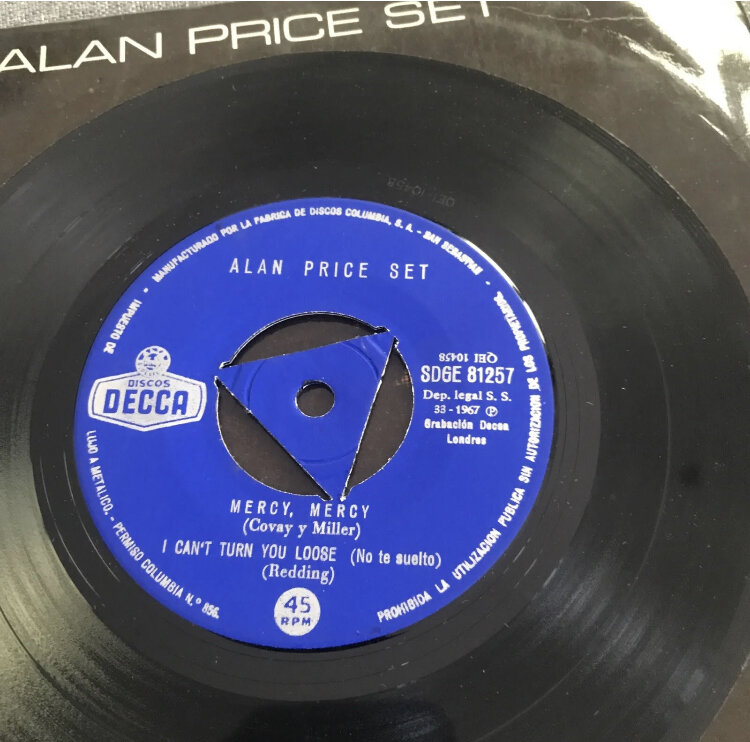 ALAN PRICE SET
QEI 10458
MANUFACTURADO POR LA FABRICA DE DISCOS COLUMBIA, S. A. - SAN SEBASTIAN - PROHIBIDA LA UTILIZACION PUBLICA SIN AUTORIZACION DE LOS PROPIETARIOS.
IMPUESTO DE LUJO A METALICO. - PERMISO COLUMBIA N.º 856.
ALAN PRICE SET
DISCOS
DECCA
QEI 10458
SDGE 81257
Dep. legal S. S.
33 - 1967 Ⓟ
Grabación Decca
Londres
MERCY, MERCY
(Covay y Miller)
I CAN'T TURN YOU LOOSE (No te suelto)
(Redding)
45
RPM